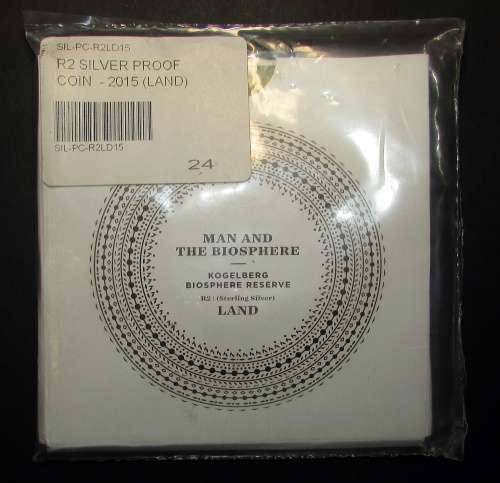 SIL-PC-R2LD15
R2 SILVER PROOF
COIN - 2015 (LAND)
SIL-PC-R2LD15
24
MAN AND
THE BIOSPHERE
KOGELBERG
BIOSPHERE RESERVE
R2 | (Sterling Silver)
LAND